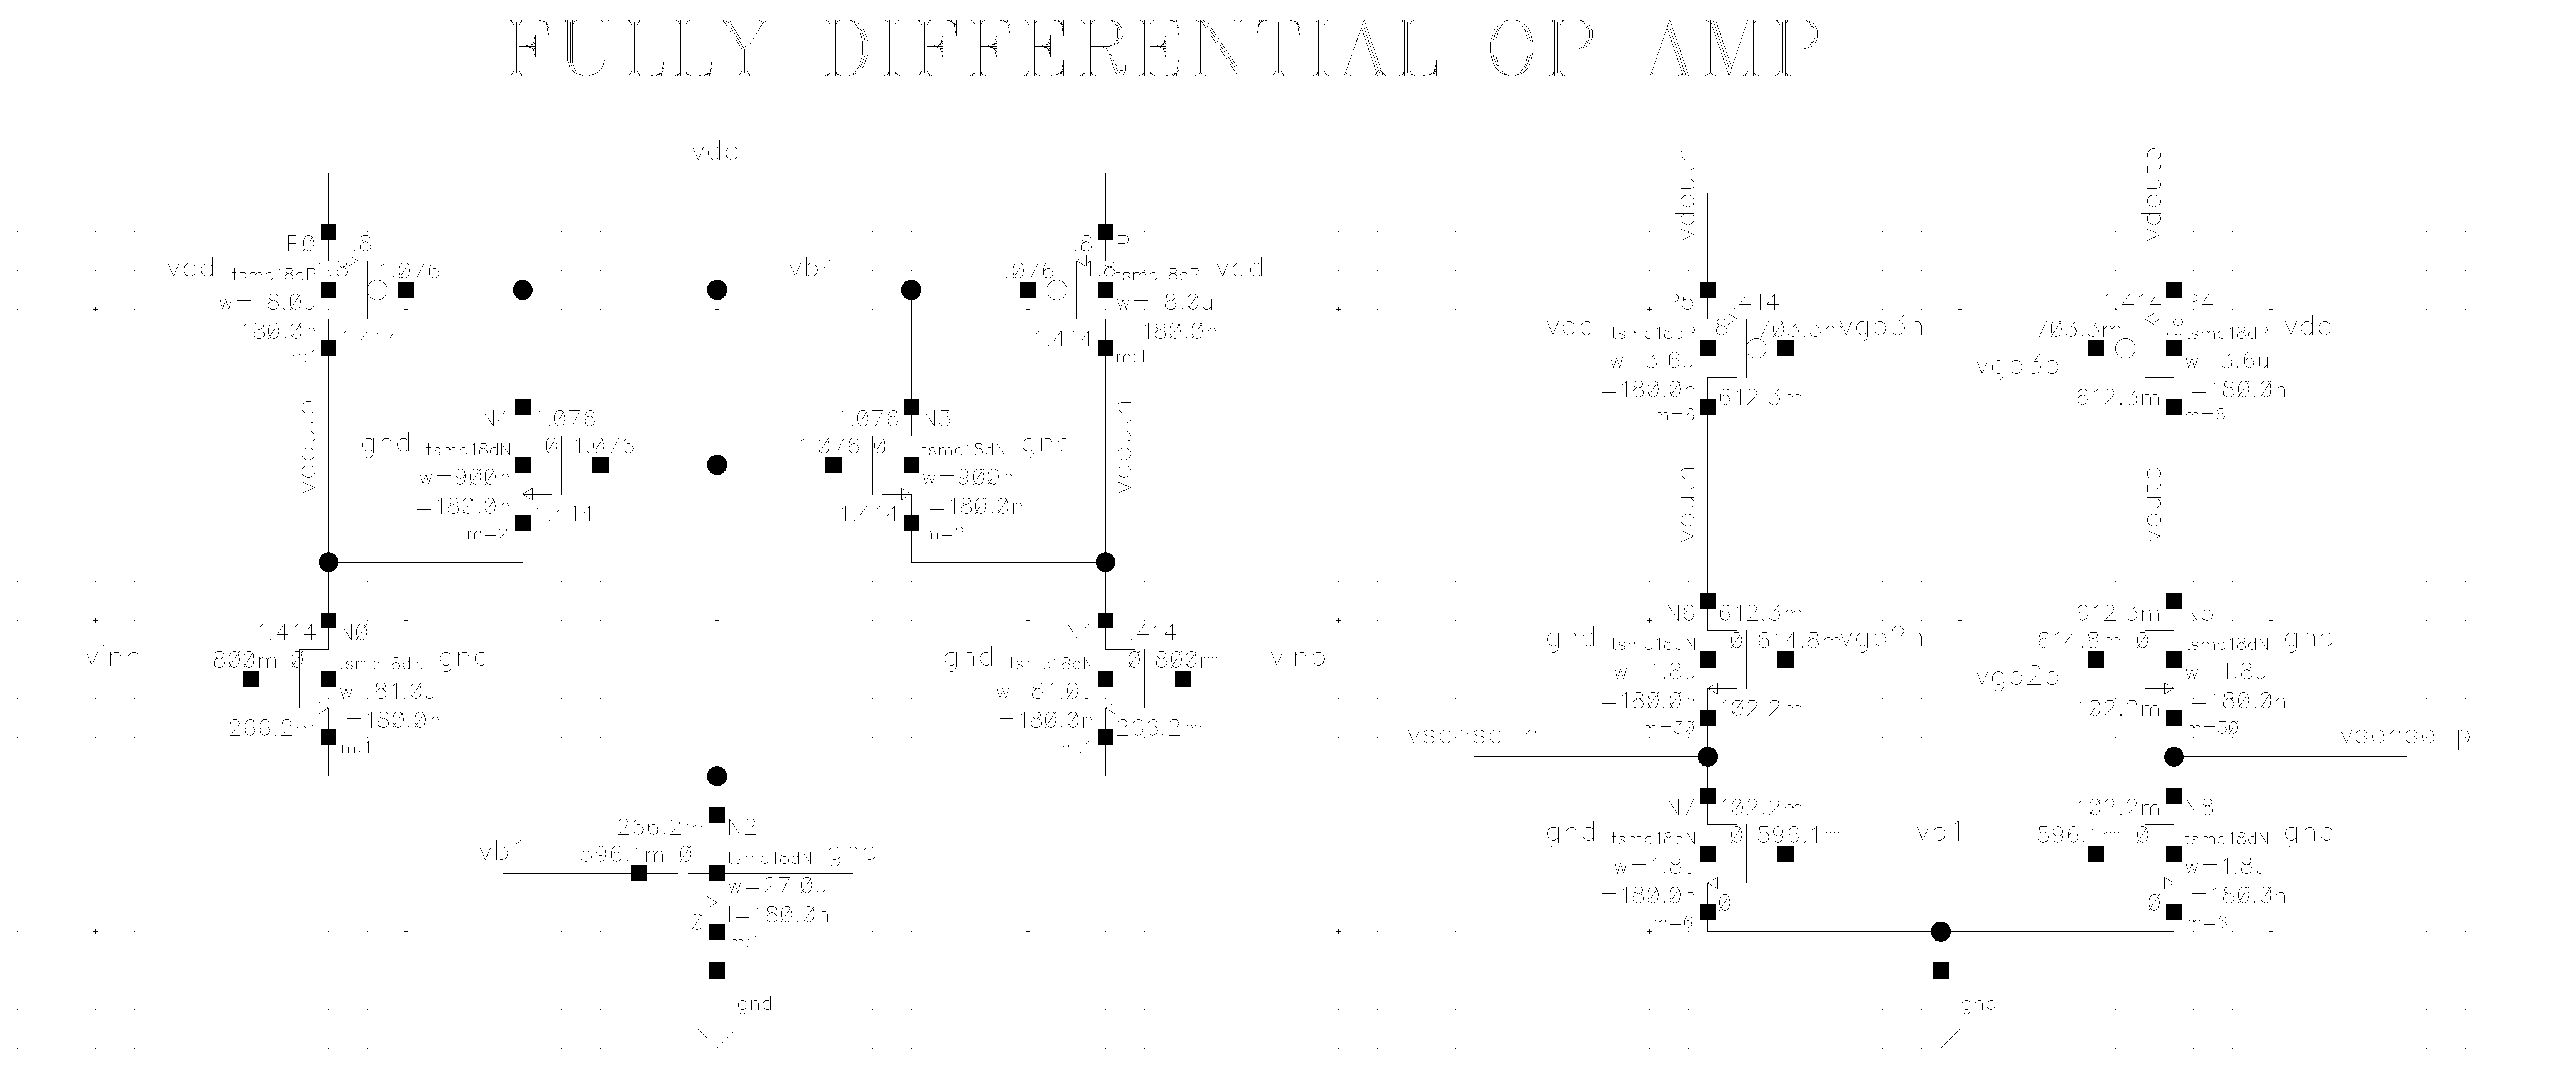 FULLY DIFFERENTIAL OP AMP
vdd
P0 1.8
vdd tsmc18dP 1.8 1.076
w=18.0u
l=180.0n
m:1 1.414
vb4
1.8 P1
1.076 1.8 tsmc18dP vdd
w=18.0u
l=180.0n
1.414 m:1
vdoutp
N4 1.076
gnd tsmc18dN 0 1.076
w=900n
l=180.0n
m=2 1.414
1.076 N3
1.076 0 tsmc18dN gnd
w=900n
l=180.0n
1.414 m=2
vdoutn
1.414 N0
vinn 800m 0 tsmc18dN gnd
w=81.0u
l=180.0n
266.2m m:1
N1 1.414
gnd tsmc18dN 0 800m vinp
w=81.0u
l=180.0n
m:1 266.2m
266.2m N2
vb1 596.1m 0 tsmc18dN gnd
w=27.0u
l=180.0n
0 m:1
gnd
vdoutn
P5 1.414
vdd tsmc18dP 1.8 703.3m vgb3n
w=3.6u
l=180.0n
m=6 612.3m
vdoutp
1.414 P4
703.3m 1.8 tsmc18dP vdd
vgb3p w=3.6u
l=180.0n
612.3m m=6
voutn
voutp
N6 612.3m
gnd tsmc18dN 0 614.8m vgb2n
w=1.8u
l=180.0n
m=30 102.2m
612.3m N5
614.8m 0 tsmc18dN gnd
vgb2p w=1.8u
l=180.0n
102.2m m=30
vsense_n
vsense_p
N7 102.2m
gnd tsmc18dN 0 596.1m
w=1.8u
l=180.0n
m=6 0
vb1
102.2m N8
596.1m 0 tsmc18dN gnd
w=1.8u
l=180.0n
0 m=6
gnd